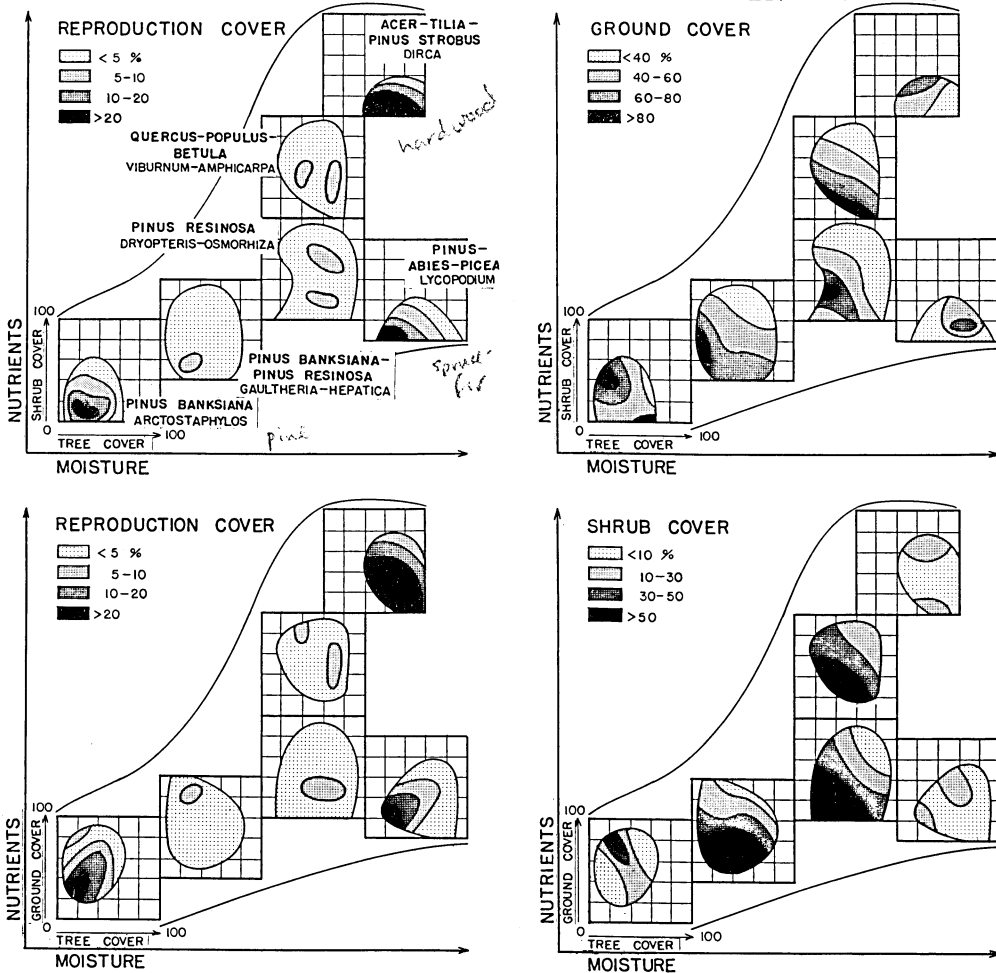 REPRODUCTION COVER
<5 %
5-10
10-20
>20
ACER-TILIA-
PINUS STROBUS
DIRCA
hardwood
QUERCUS-POPULUS-
BETULA
VIBURNUM-AMPHICARPA
PINUS RESINOSA
DRYOPTERIS-OSMORHIZA
PINUS-
ABIES-PICEA
LYCOPODIUM
PINUS BANKSIANA-
PINUS RESINOSA
GAULTHERIA-HEPATICA
spruce-
fir
PINUS BANKSIANA
ARCTOSTAPHYLOS
pine
NUTRIENTS
SHRUB COVER
100
0
TREE COVER
100
MOISTURE
GROUND COVER
<40 %
40-60
60-80
>80
NUTRIENTS
SHRUB COVER
100
0
TREE COVER
100
MOISTURE
REPRODUCTION COVER
<5 %
5-10
10-20
>20
NUTRIENTS
GROUND COVER
100
0
TREE COVER
100
MOISTURE
SHRUB COVER
<10 %
10-30
30-50
>50
NUTRIENTS
GROUND COVER
100
0
TREE COVER
100
MOISTURE